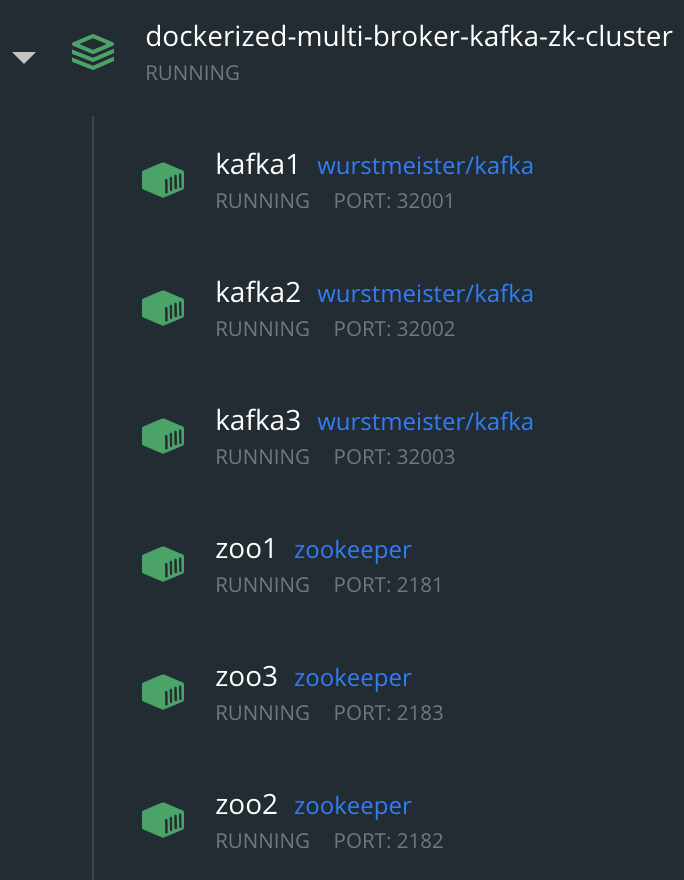 dockerized-multi-broker-kafka-zk-cluster
RUNNING
kafka1 wurstmeister/kafka
RUNNING PORT: 32001
kafka2 wurstmeister/kafka
RUNNING PORT: 32002
kafka3 wurstmeister/kafka
RUNNING PORT: 32003
zoo1 zookeeper
RUNNING PORT: 2181
zoo3 zookeeper
RUNNING PORT: 2183
zoo2 zookeeper
RUNNING PORT: 2182